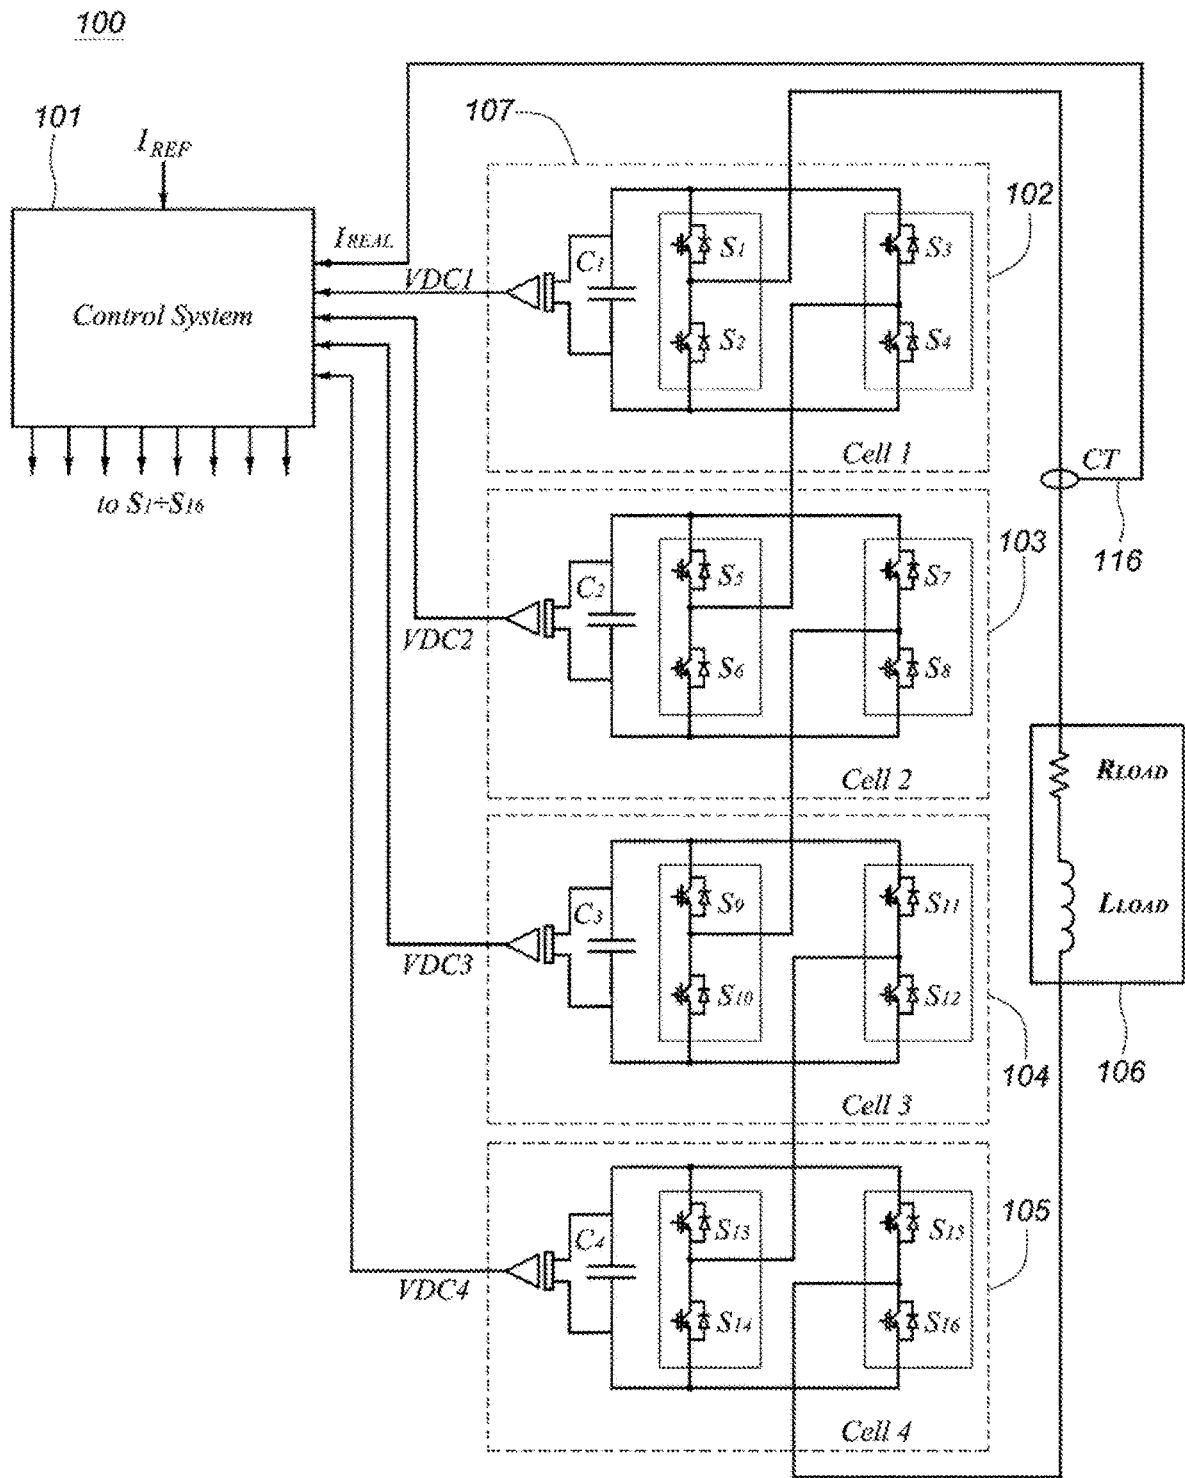 100
101
I_REF
107
102
I_REAL
VDC1
C1
S1
S3
Control System
S2
S4
Cell 1
CT
to S1÷S16
116
103
C2
S5
S7
VDC2
S6
S8
Cell 2
RLOAD
C3
S9
S11
LLOAD
VDC3
S10
S12
104
106
Cell 3
105
C4
S13
S15
VDC4
S14
S16
Cell 4